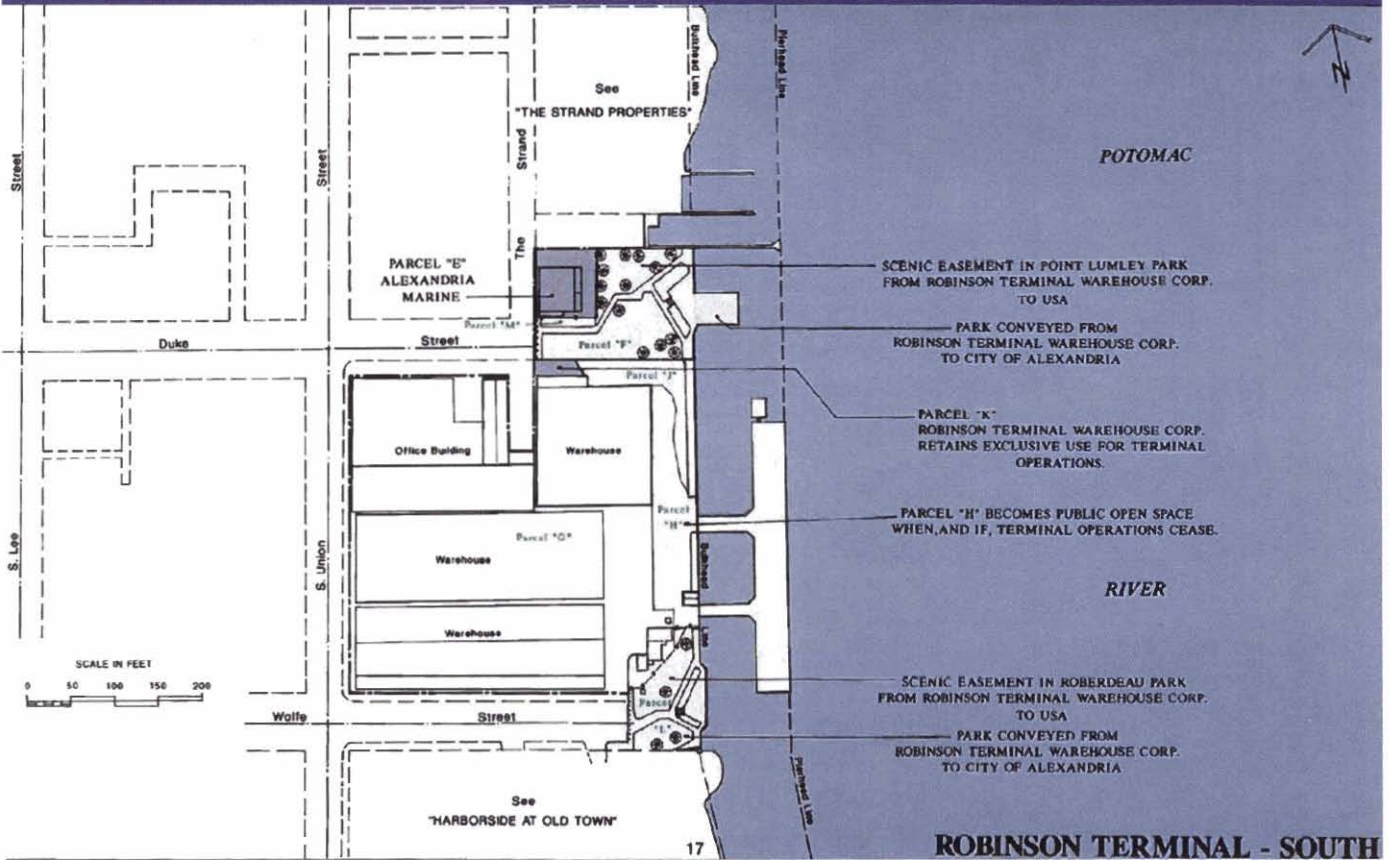 Bulkhead Line
Pierhead Line
N
See
"THE STRAND PROPERTIES"
Street
Street
Strand
The
POTOMAC
PARCEL "E"
ALEXANDRIA
MARINE
SCENIC EASEMENT IN POINT LUMLEY PARK
FROM ROBINSON TERMINAL WAREHOUSE CORP.
TO USA
Parcel "M"
Duke
Street
Parcel "F"
PARK CONVEYED FROM
ROBINSON TERMINAL WAREHOUSE CORP.
TO CITY OF ALEXANDRIA
Parcel "J"
PARCEL "K"
ROBINSON TERMINAL WAREHOUSE CORP.
RETAINS EXCLUSIVE USE FOR TERMINAL
OPERATIONS.
Office Building
Warehouse
Parcel
"H"
PARCEL "H" BECOMES PUBLIC OPEN SPACE
WHEN,AND IF, TERMINAL OPERATIONS CEASE.
Parcel "G"
Warehouse
S. Lee
S. Union
Bulkhead
Line
RIVER
Warehouse
SCALE IN FEET
0 50 100 150 200
SCENIC EASEMENT IN ROBERDEAU PARK
FROM ROBINSON TERMINAL WAREHOUSE CORP.
TO USA
Parcel
"L"
Wolfe
Street
PARK CONVEYED FROM
ROBINSON TERMINAL WAREHOUSE CORP.
TO CITY OF ALEXANDRIA
Pierhead Line
See
"HARBORSIDE AT OLD TOWN"
17
ROBINSON TERMINAL - SOUTH